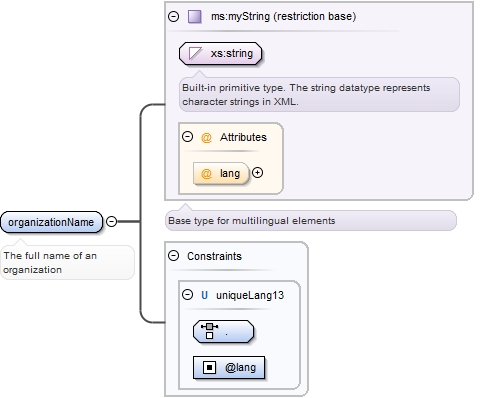 ms:myString (restriction base)
xs:string
Built-in primitive type. The string datatype represents
character strings in XML.
@ Attributes
@ lang
organizationName
The full name of an
organization
Base type for multilingual elements
Constraints
U uniqueLang13
.
@lang